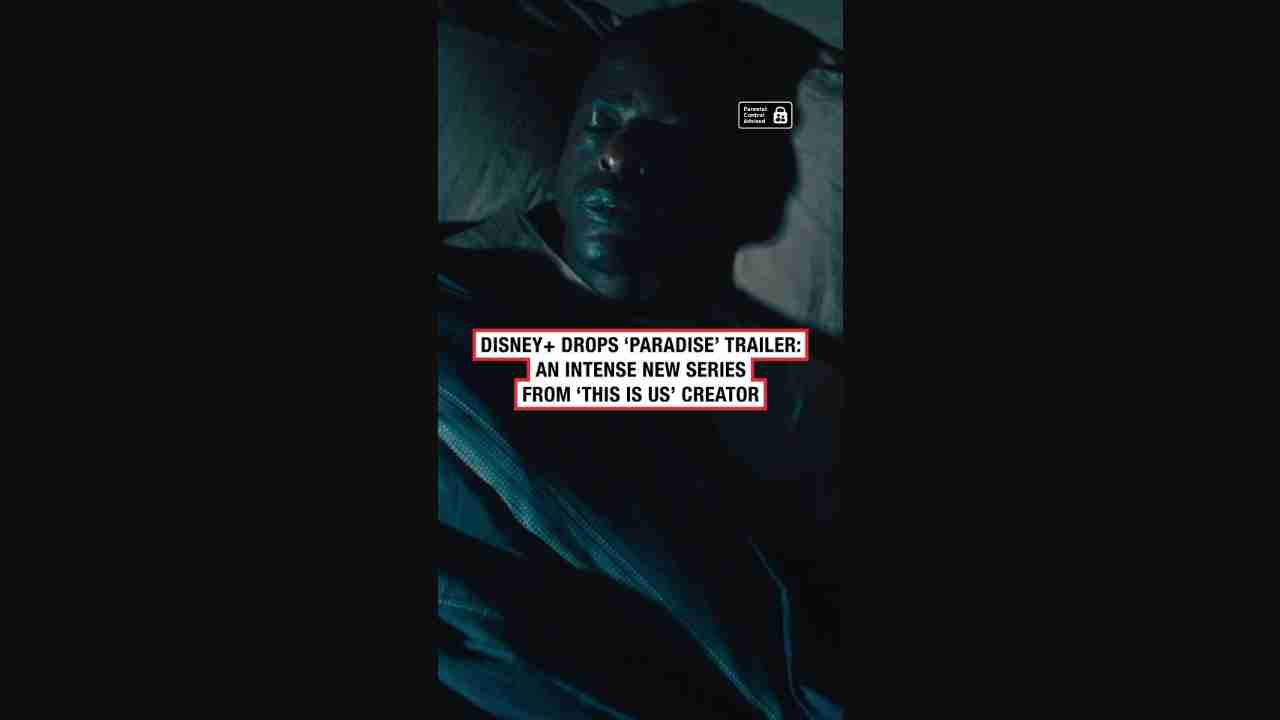 Parental
Control
Advised
DISNEY+ DROPS ‘PARADISE’ TRAILER:
AN INTENSE NEW SERIES
FROM ‘THIS IS US’ CREATOR